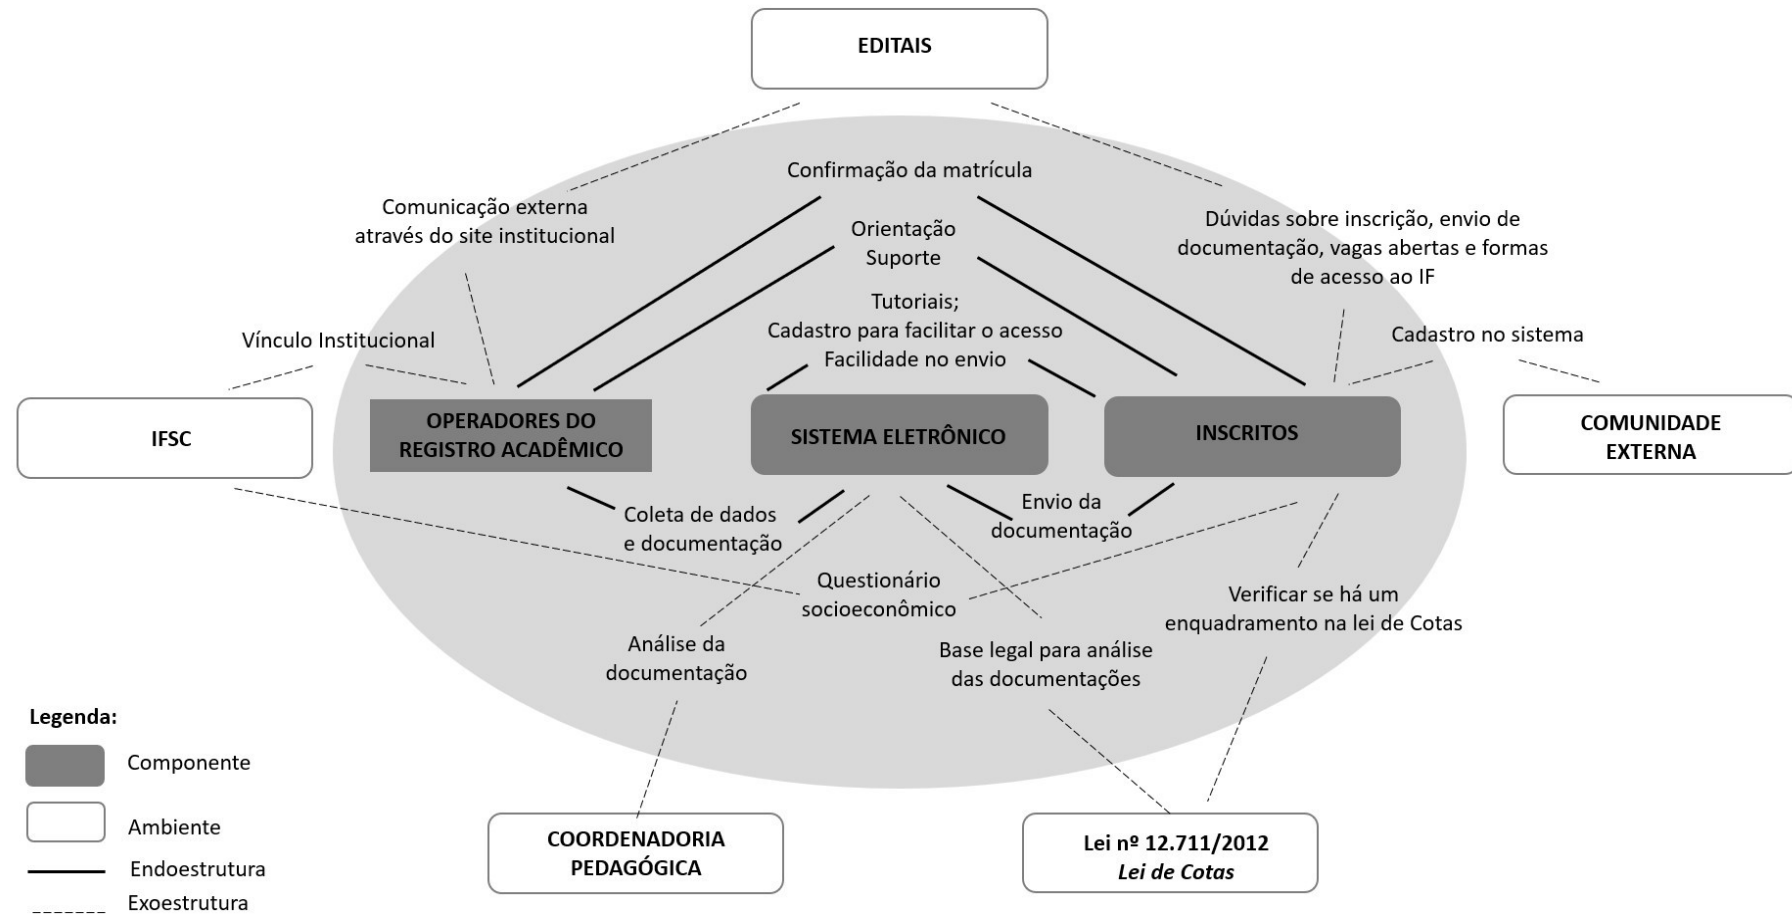 EDITAIS
Confirmação da matrícula
Comunicação externa
através do site institucional
Orientação
Suporte
Dúvidas sobre inscrição, envio de
documentação, vagas abertas e formas
de acesso ao IF
Tutoriais;
Cadastro para facilitar o acesso
Facilidade no envio
Vínculo Institucional
Cadastro no sistema
IFSC
OPERADORES DO
REGISTRO ACADÊMICO
SISTEMA ELETRÔNICO
INSCRITOS
COMUNIDADE
EXTERNA
Coleta de dados
e documentação
Envio da
documentação
Questionário
socioeconômico
Verificar se há um
enquadramento na lei de Cotas
Análise da
documentação
Base legal para análise
das documentações
COORDENADORIA
PEDAGÓGICA
Lei nº 12.711/2012
Lei de Cotas
Legenda:
Componente
Ambiente
Endoestrutura
Exoestrutura